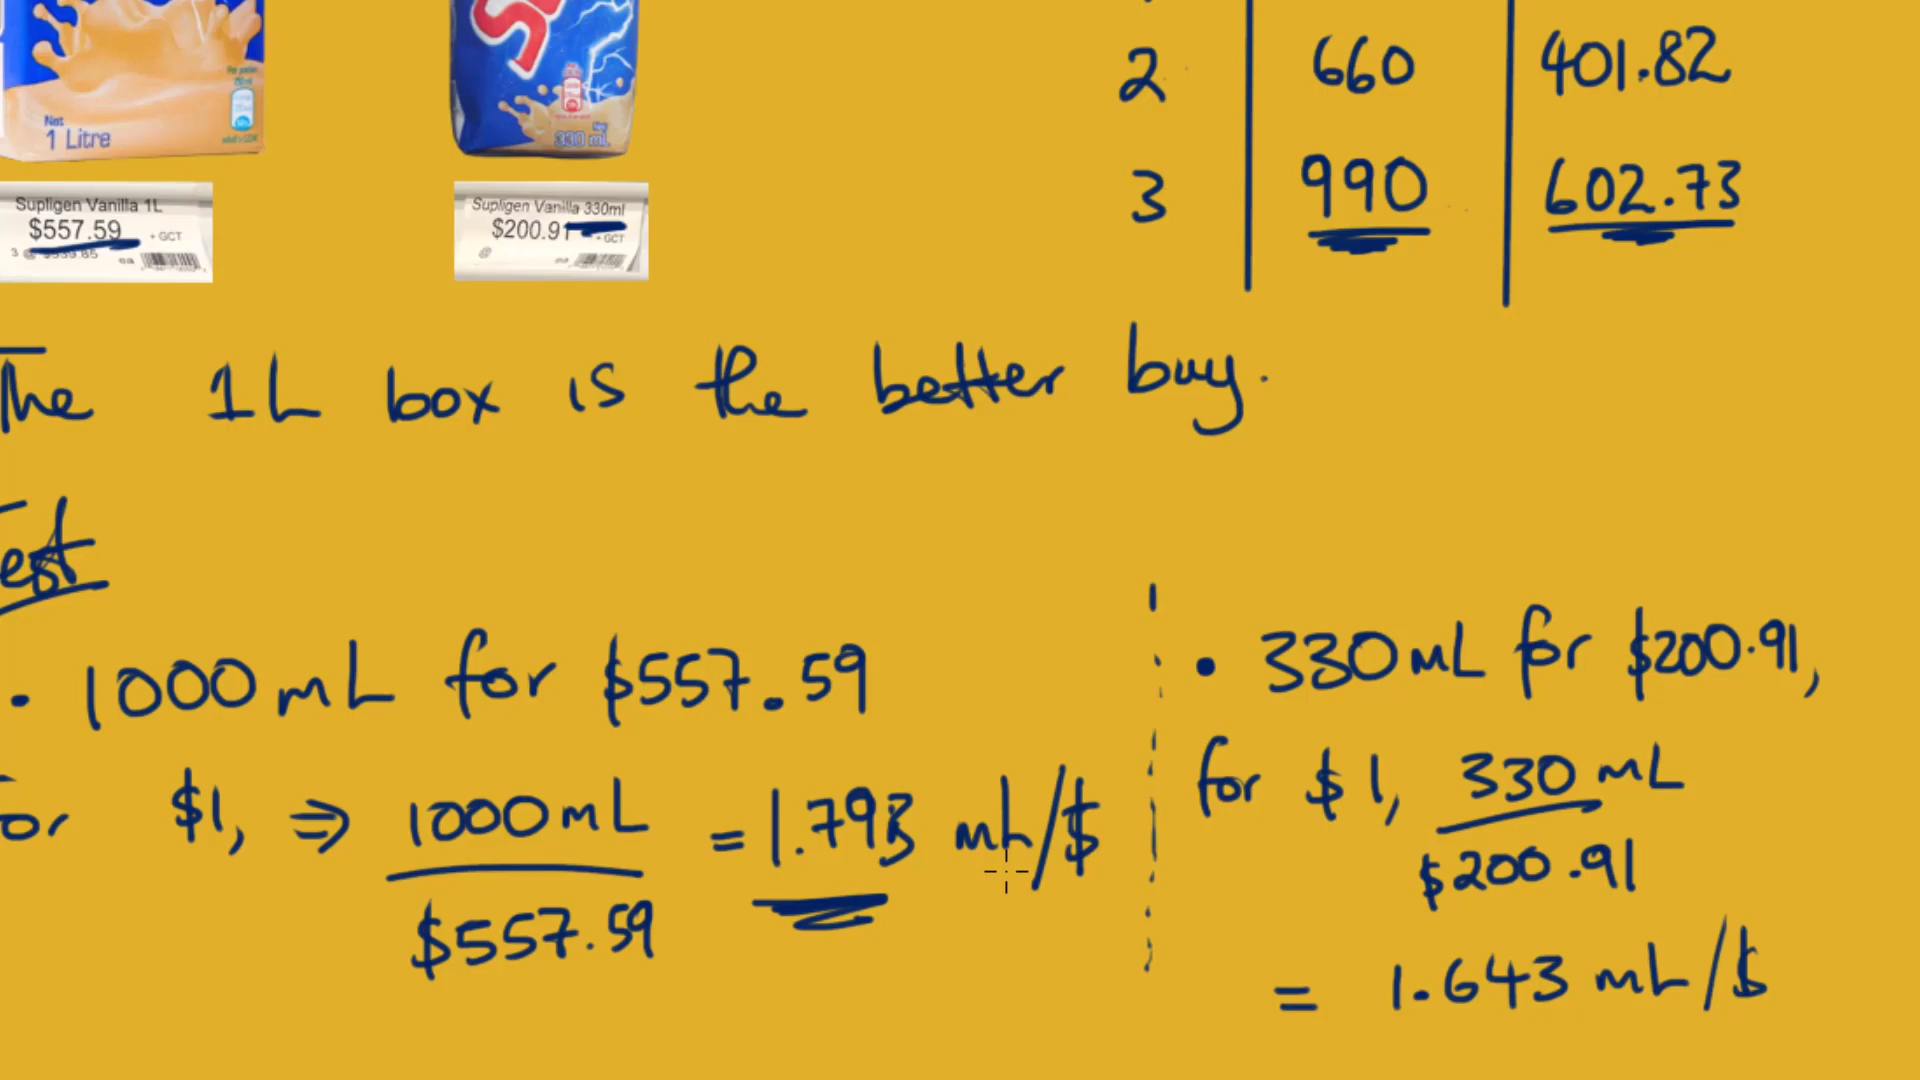 2 660 401.82
3 990 602.73
Net
1 Litre
330 mL
Supligen Vanilla 1L
$557.59 + GCT
Supligen Vanilla 330ml
$200.91 + GCT
@ ea
The 1L box is the better buy.
Test
• 1000 mL for $557.59
for $1, ⇒ 1000 mL
$557.59
= 1.793 mL/$
• 330 mL for $200.91,
for $1, 330 mL
$200.91
= 1.643 mL/$